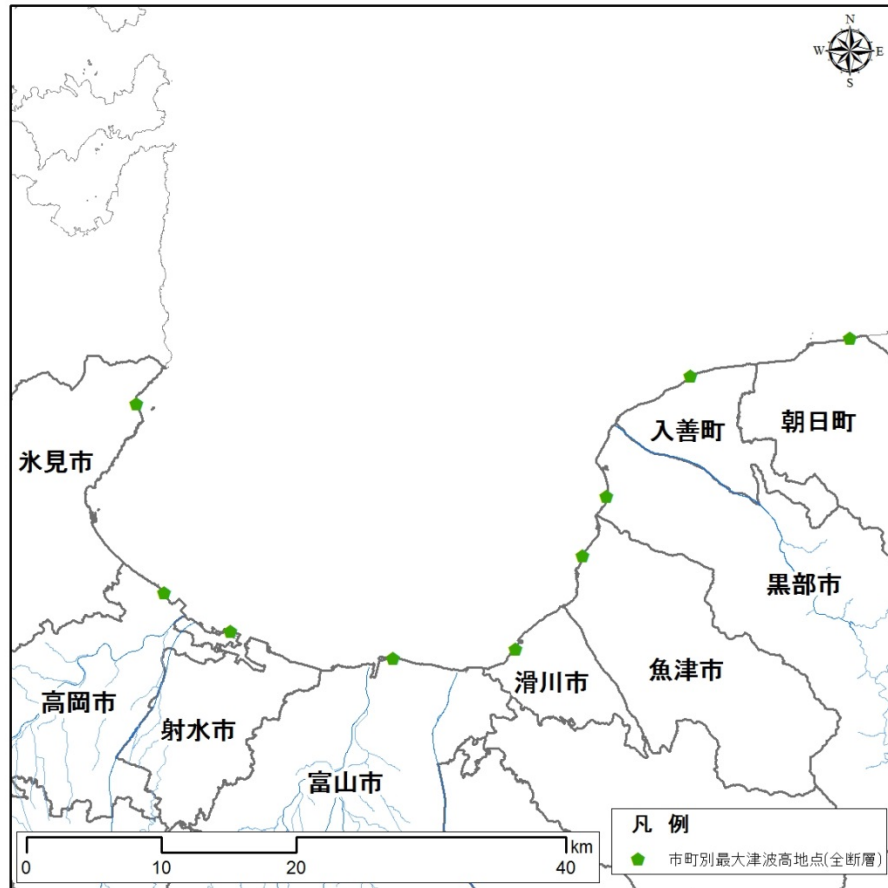 N
W E
S
入善町
朝日町
氷見市
黒部市
魚津市
滑川市
高岡市
射水市
富山市
凡 例
市町別最大津波高地点(全断層)
km
0 10 20 40